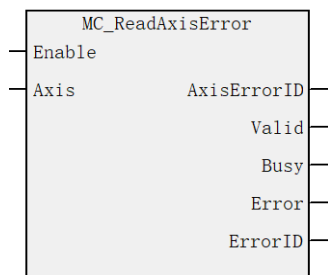 MC_ReadAxisError
Enable
Axis AxisErrorID
Valid
Busy
Error
ErrorID